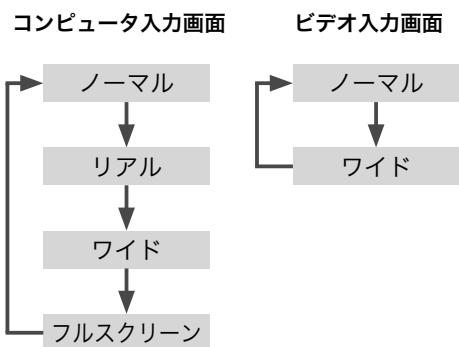 コンピュータ入力画面
ノーマル
リアル
ワイド
フルスクリーン
ビデオ入力画面
ノーマル
ワイド